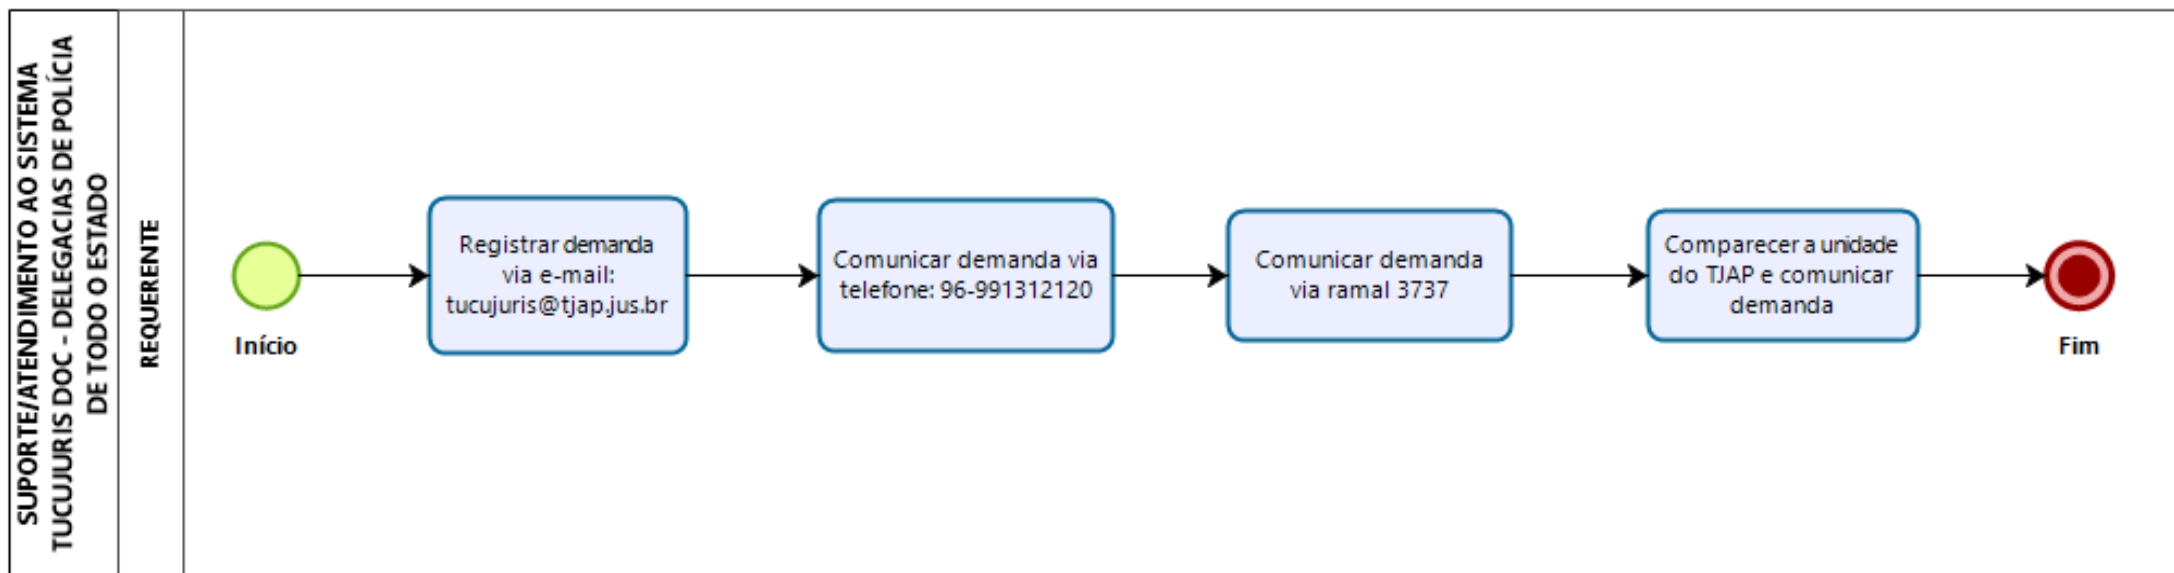 SUPORTE/ATENDIMENTO AO SISTEMA
TUCUJURIS DOC - DELEGACIAS DE POLÍCIA
DE TODO O ESTADO
REQUERENTE
Início
Registrar demanda
via e-mail:
tucujuris@tjap.jus.br
Comunicar demanda via
telefone: 96-991312120
Comunicar demanda
via ramal 3737
Comparecer a unidade
do TJAP e comunicar
demanda
Fim